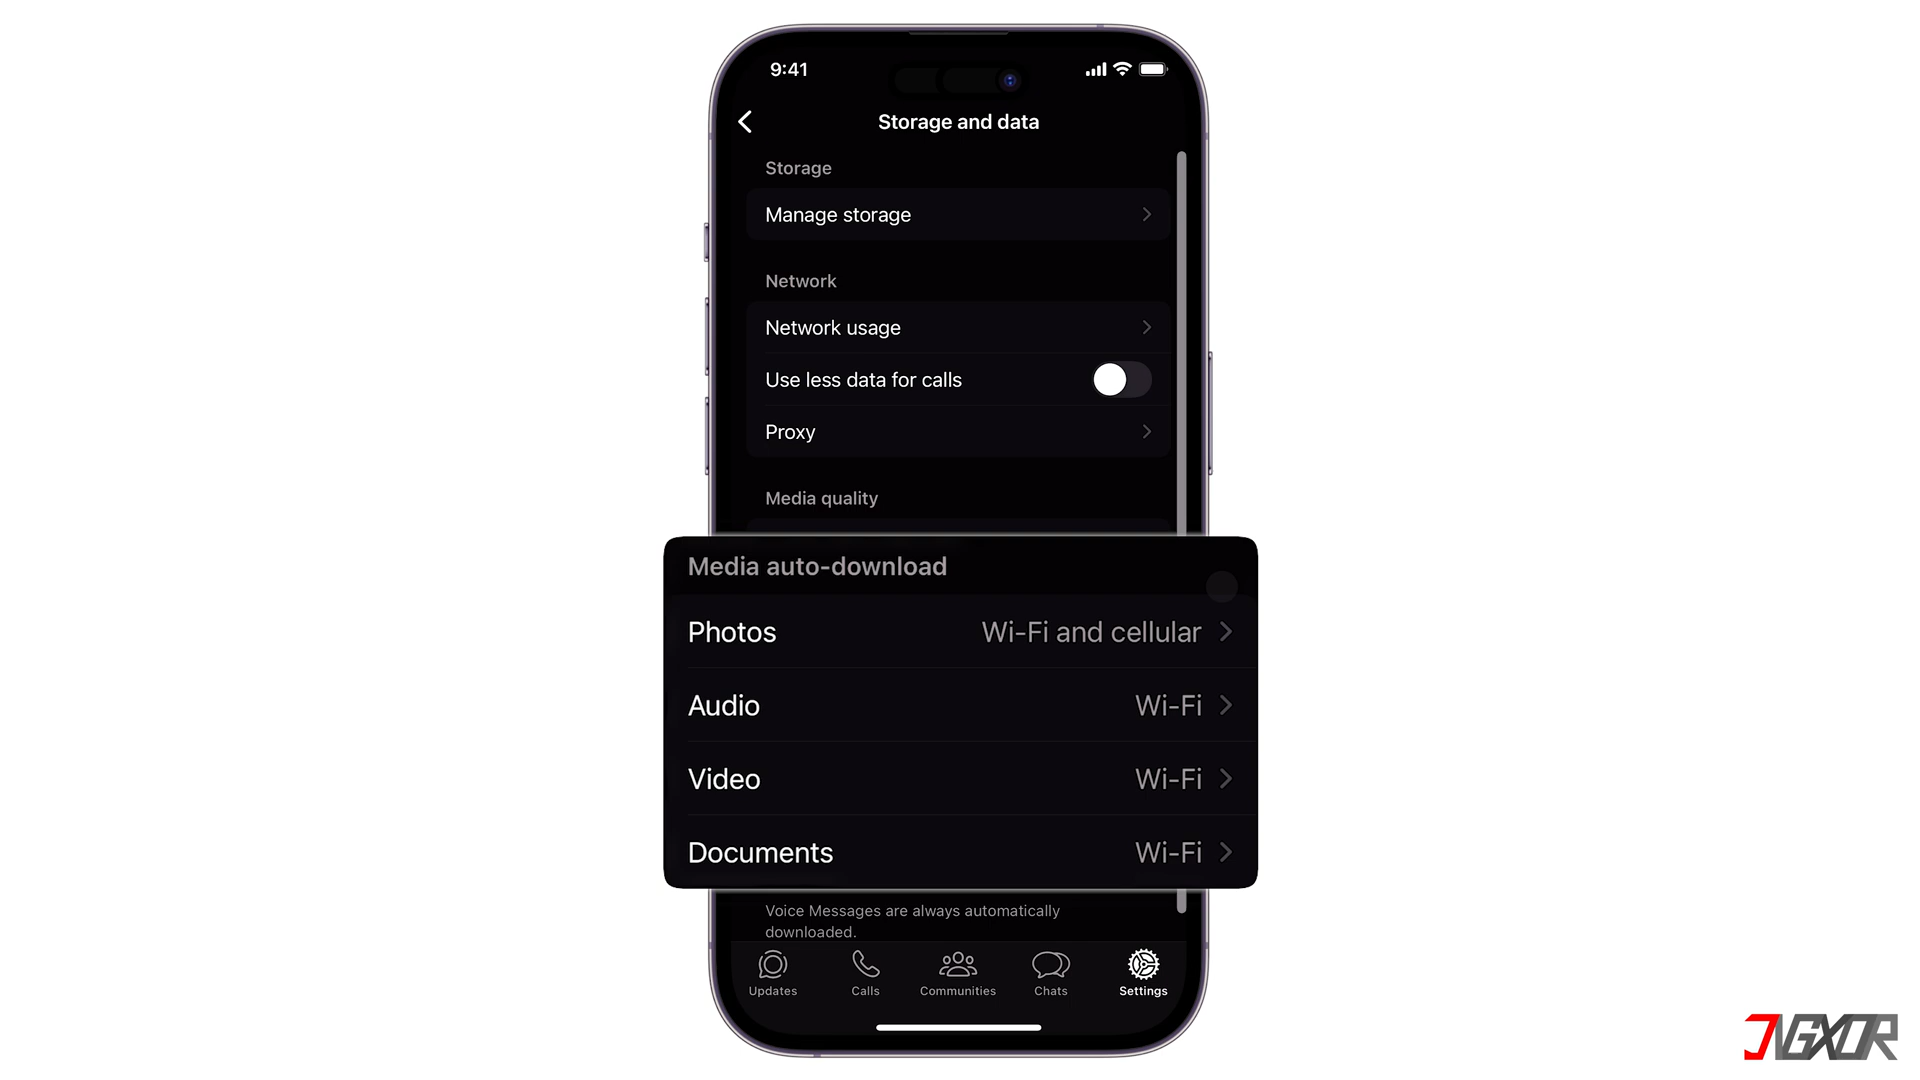 9:41
Storage and data
Storage
Manage storage
Network
Network usage
Use less data for calls
Proxy
Media quality
Media auto-download
Photos Wi-Fi and cellular
Audio Wi-Fi
Video Wi-Fi
Documents Wi-Fi
Voice Messages are always automatically
downloaded.
Updates Calls Communities Chats Settings
JVGXOR